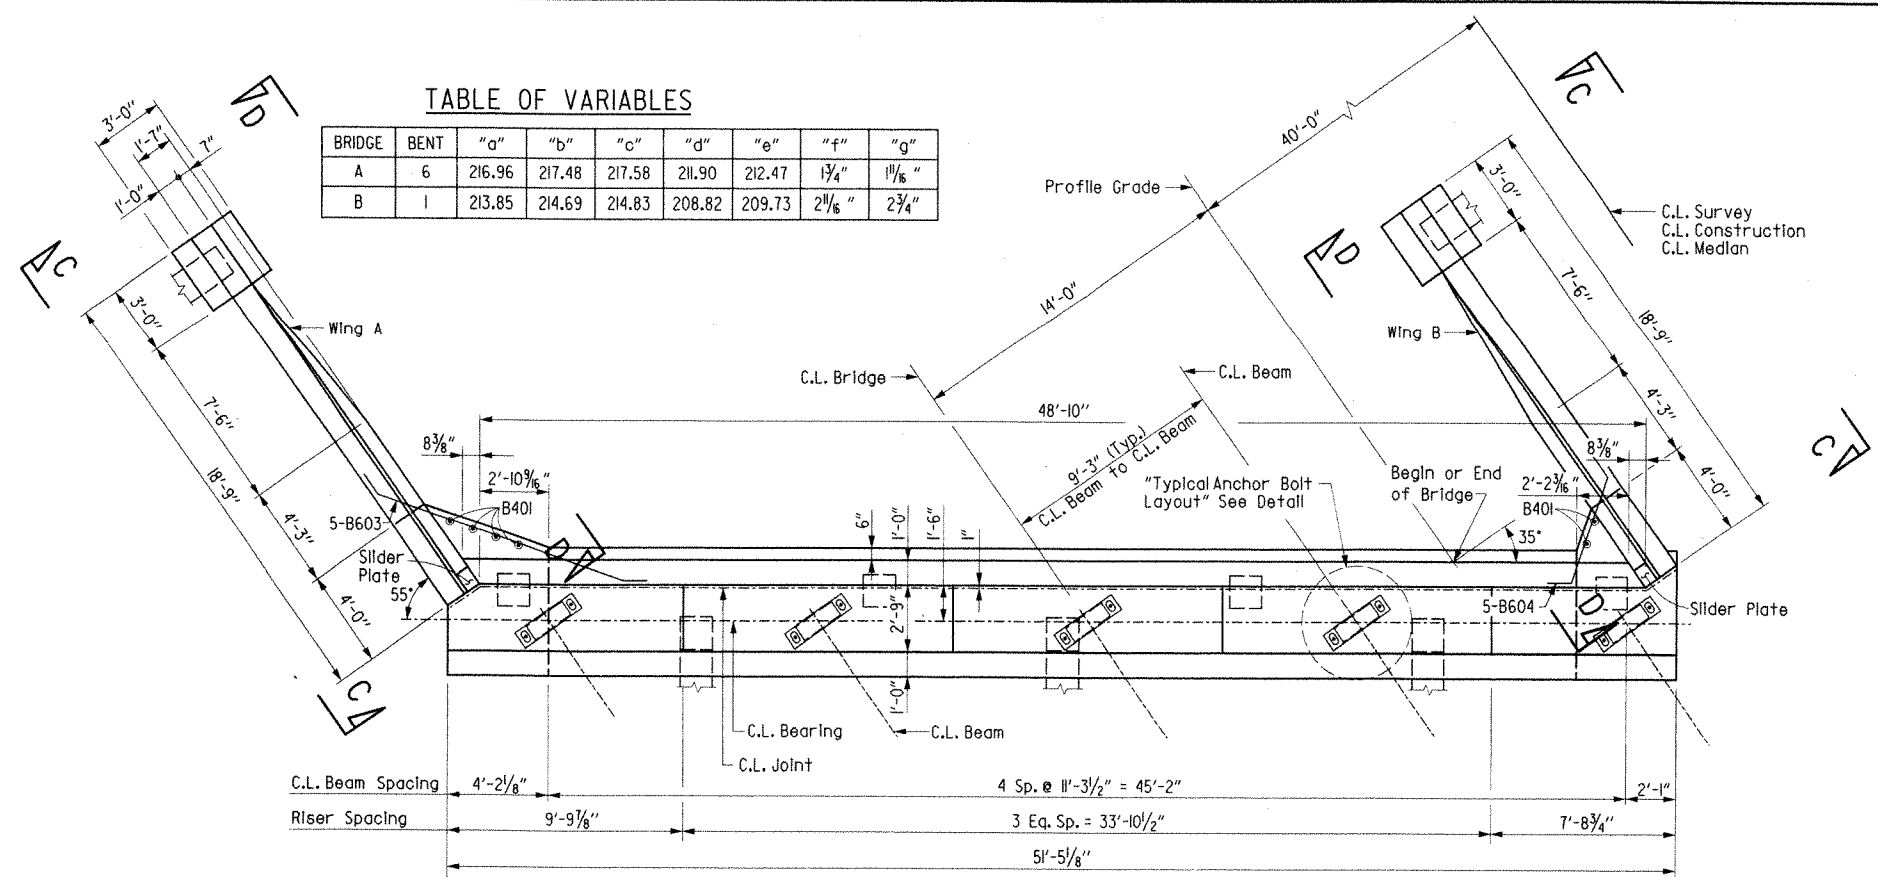 TABLE OF VARIABLES
BRIDGE BENT "a" "b" "c" "d" "e" "f" "g"
A 6 216.96 217.48 217.58 211.90 212.47 1¾" 1 11/16 "
B 1 213.85 214.69 214.83 208.82 209.73 2 11/16 " 2¾"
3'-0"
1'-7"
7"
1'-0"
D
C
3'-0"
7'-6"
18'-9"
4'-3"
4'-0"
Wing A
5-B603
Slider
Plate
55°
C
8⅜"
2'-10 9/16 "
B401
D
48'-10"
C.L. Bridge
14'-0"
Profile Grade
40'-0"
C
C.L. Survey
C.L. Construction
C.L. Median
C.L. Beam
9'-3" (Typ.)
C.L. Beam to C.L. Beam
"Typical Anchor Bolt
Layout" See Detail
Begin or End
of Bridge
35°
D
Wing B
3'-0"
7'-6"
18'-9"
4'-3"
4'-0"
C
8⅜"
2'-2 3/16 "
B401
5-B604
D
Slider Plate
6"
1'-0"
1'-6"
1"
2'-9"
1'-0"
C.L. Bearing
C.L. Beam
C.L. Joint
C.L. Beam Spacing 4'-2⅛" 4 Sp. @ 11'-3½" = 45'-2" 2'-1"
Riser Spacing 9'-9⅞" 3 Eq. Sp. = 33'-10½" 7'-8¾"
51'-5⅛"